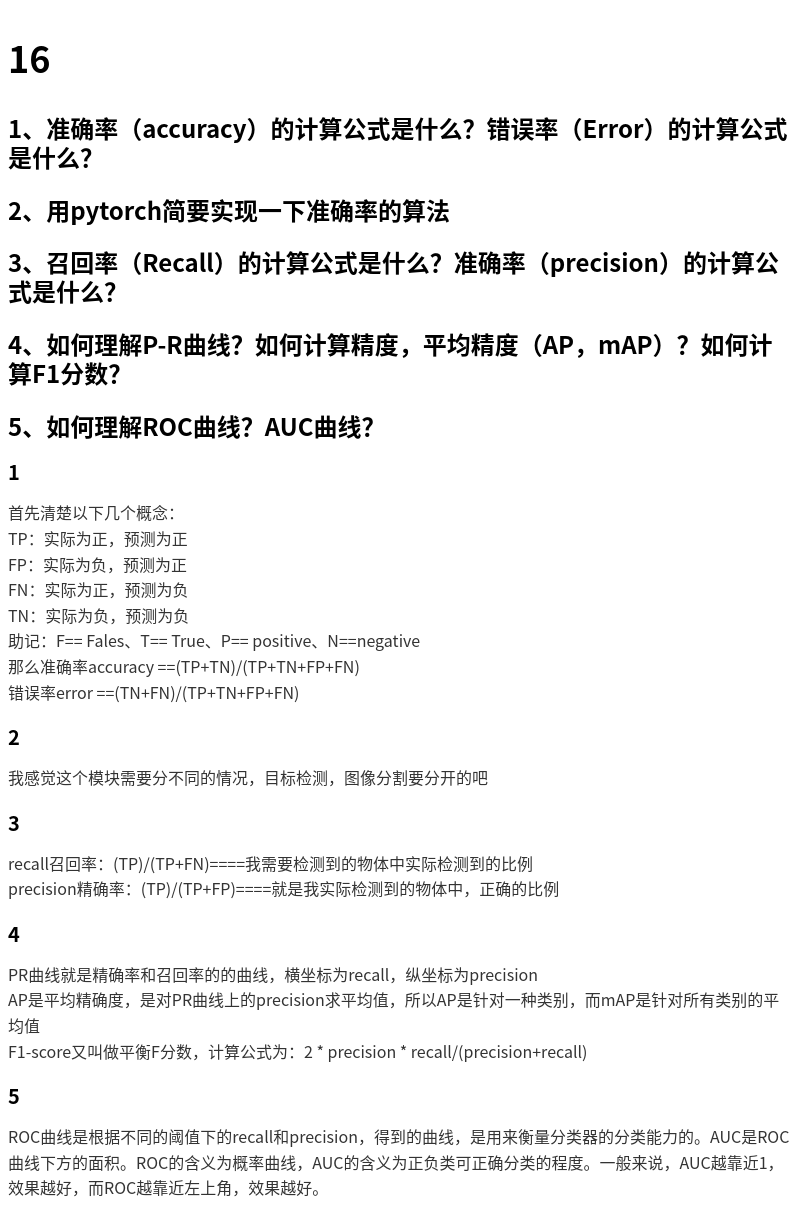 16
1、准确率（accuracy）的计算公式是什么？错误率（Error）的计算公式
是什么？
2、用pytorch简要实现一下准确率的算法
3、召回率（Recall）的计算公式是什么？准确率（precision）的计算公
式是什么？
4、如何理解P-R曲线？如何计算精度，平均精度（AP，mAP）？如何计
算F1分数？
5、如何理解ROC曲线？AUC曲线？
1
首先清楚以下几个概念：
TP：实际为正，预测为正
FP：实际为负，预测为正
FN：实际为正，预测为负
TN：实际为负，预测为负
助记：F== Fales、T== True、P== positive、N==negative
那么准确率accuracy ==(TP+TN)/(TP+TN+FP+FN)
错误率error ==(TN+FN)/(TP+TN+FP+FN)
2
我感觉这个模块需要分不同的情况，目标检测，图像分割要分开的吧
3
recall召回率：(TP)/(TP+FN)====我需要检测到的物体中实际检测到的比例
precision精确率：(TP)/(TP+FP)====就是我实际检测到的物体中，正确的比例
4
PR曲线就是精确率和召回率的的曲线，横坐标为recall，纵坐标为precision
AP是平均精确度，是对PR曲线上的precision求平均值，所以AP是针对一种类别，而mAP是针对所有类别的平
均值
F1-score又叫做平衡F分数，计算公式为：2 * precision * recall/(precision+recall)
5
ROC曲线是根据不同的阈值下的recall和precision，得到的曲线，是用来衡量分类器的分类能力的。AUC是ROC
曲线下方的面积。ROC的含义为概率曲线，AUC的含义为正负类可正确分类的程度。一般来说，AUC越靠近1，
效果越好，而ROC越靠近左上角，效果越好。